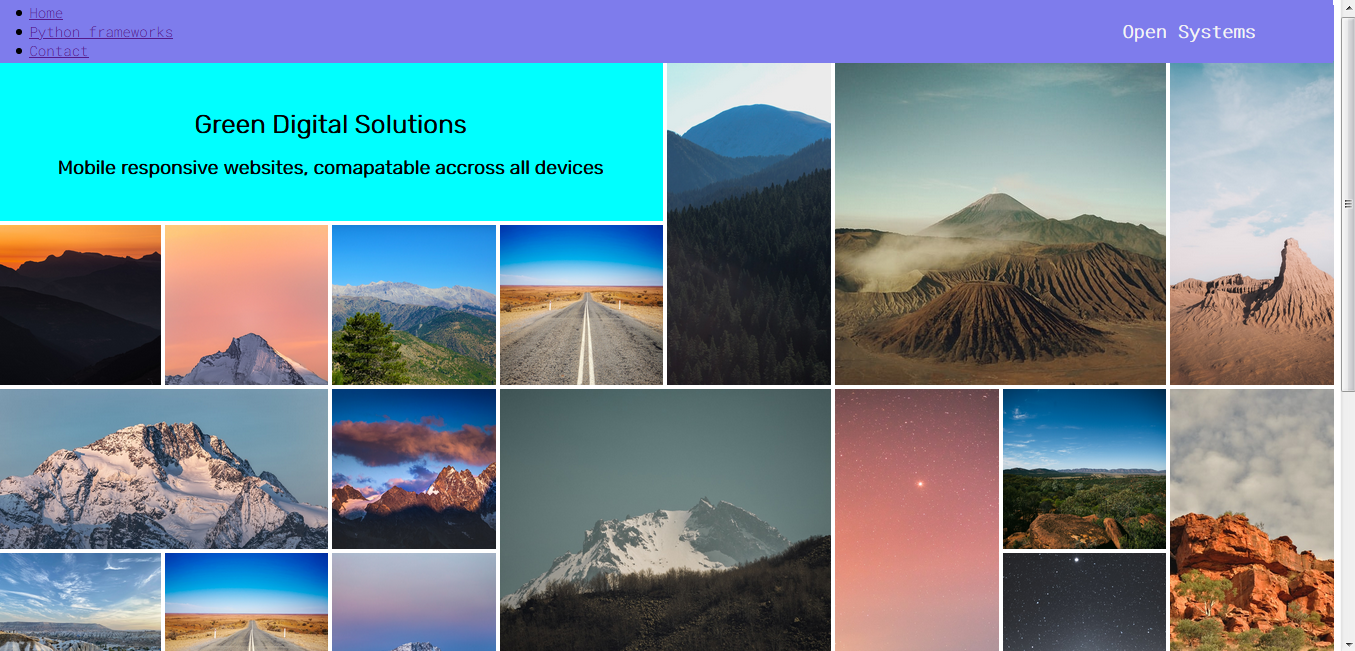 Home
Python frameworks
Contact
Open Systems
Green Digital Solutions
Mobile responsive websites, comapatable accross all devices